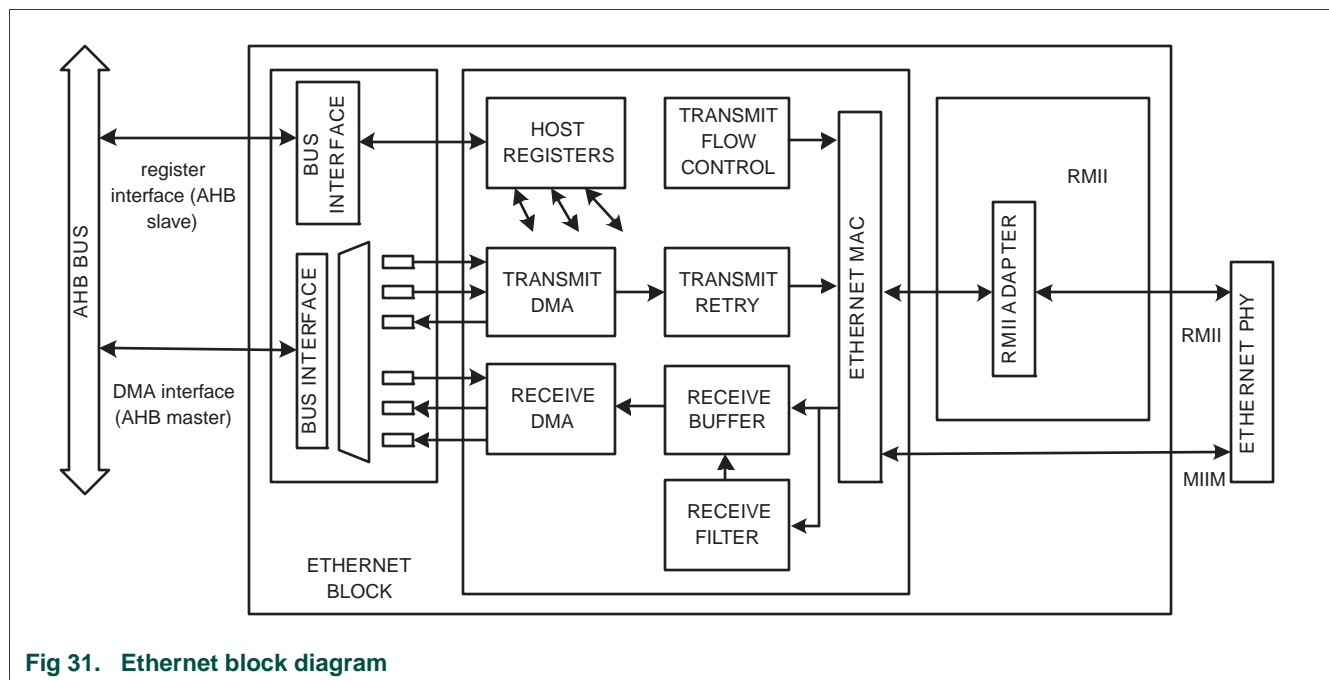 AHB BUS
register
interface (AHB
slave)
DMA interface
(AHB master)
BUS
INTERFACE
BUS INTERFACE
ETHERNET
BLOCK
HOST
REGISTERS
TRANSMIT
FLOW
CONTROL
TRANSMIT
DMA
TRANSMIT
RETRY
RECEIVE
DMA
RECEIVE
BUFFER
RECEIVE
FILTER
ETHERNET MAC
RMII
RMII ADAPTER
RMII
MIIM
ETHERNET PHY
Fig 31. Ethernet block diagram